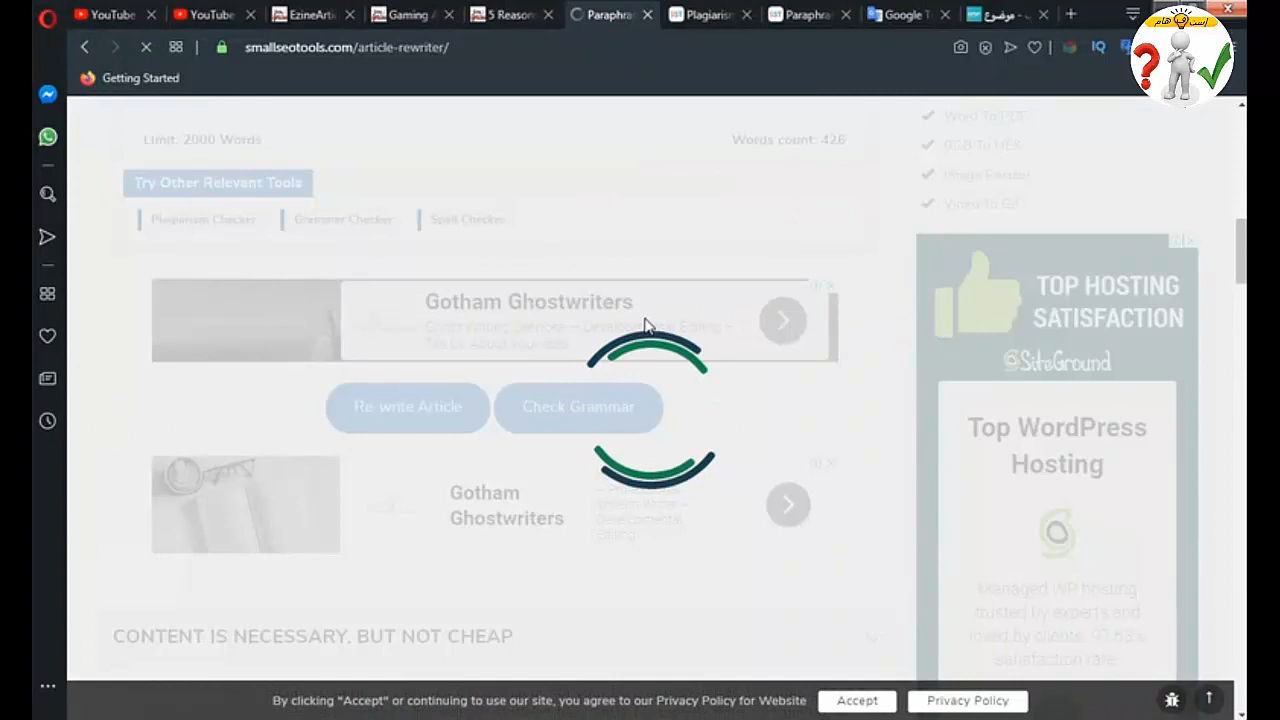 YouTube
YouTube
EzineArti
Gaming
5 Reason
Paraphra
Plagiaris
Paraphra
Google
موضوع -
إست هام
smallseotools.com/article-rewriter/
Getting Started
Limit: 2000 Words
Words count: 426
Word To PDF
RGB To HEX
Video To Gif
Try Other Relevant Tools
Plagiarism Checker
Grammar Checker
Spell Checker
Gotham Ghostwriters
TOP HOSTING
SATISFACTION
SiteGround
Re-write Article
Check Grammar
Top WordPress
Hosting
Gotham
Ghostwriters
Managed WP hosting
trusted by experts and
loved by clients.
satisfaction rate.
CONTENT IS NECESSARY, BUT NOT CHEAP
By clicking "Accept" or continuing to use our site, you agree to our Privacy Policy for Website
Accept
Privacy Policy